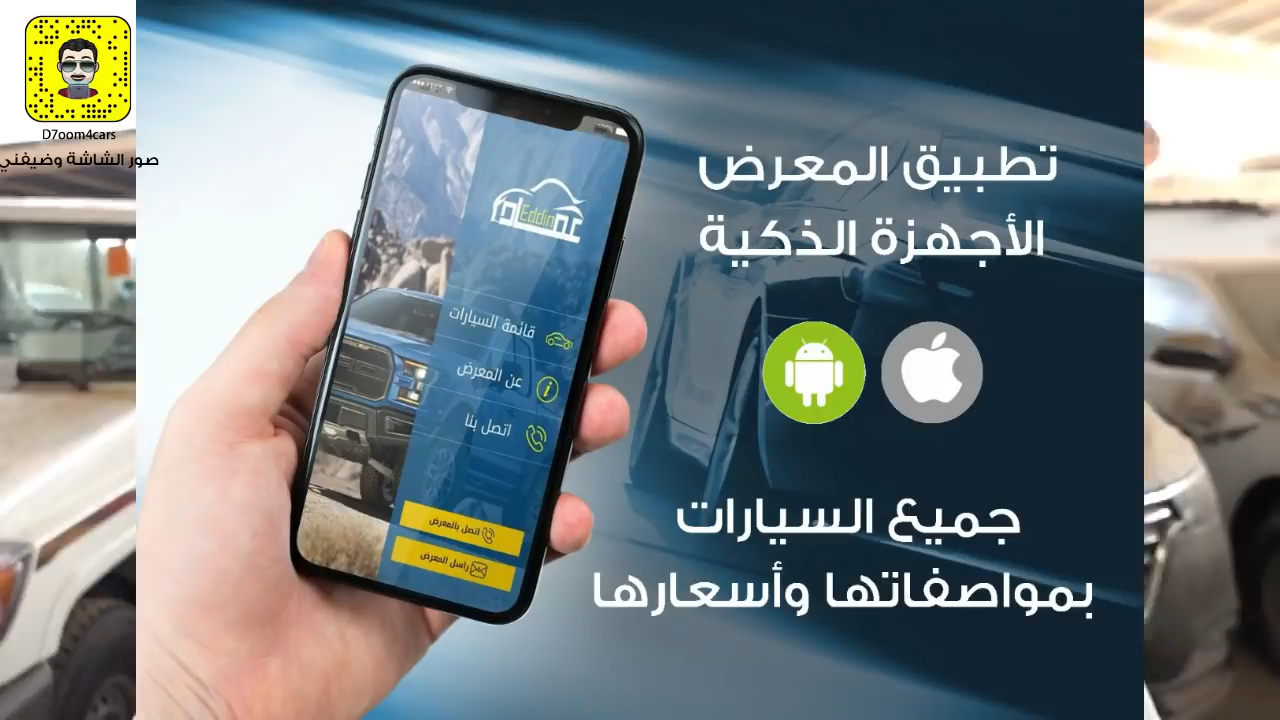 D7oom4cars
صور الشاشة وضيفني
تطبيق المعرض
الأجهزة الذكية
Eddin
قائمة السيارات
عن المعرض
اتصل بنا
اتصل بالمعرض
راسل المعرض
جميع السيارات
بمواصفاتها وأسعارها